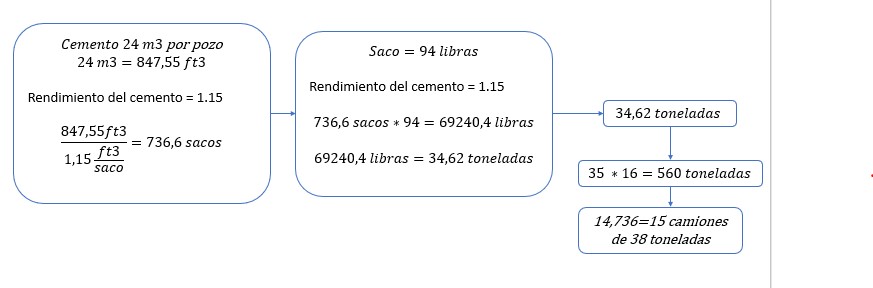 Cemento 24 m3 por pozo
24 m3 = 847,55 ft3
Rendimiento del cemento = 1.15
847,55ft3
1,15 ft3
saco
= 736,6 sacos
Saco = 94 libras
Rendimiento del cemento = 1.15
736,6 sacos * 94 = 69240,4 libras
69240,4 libras = 34,62 toneladas
34,62 toneladas
35 * 16 = 560 toneladas
14,736=15 camiones
de 38 toneladas